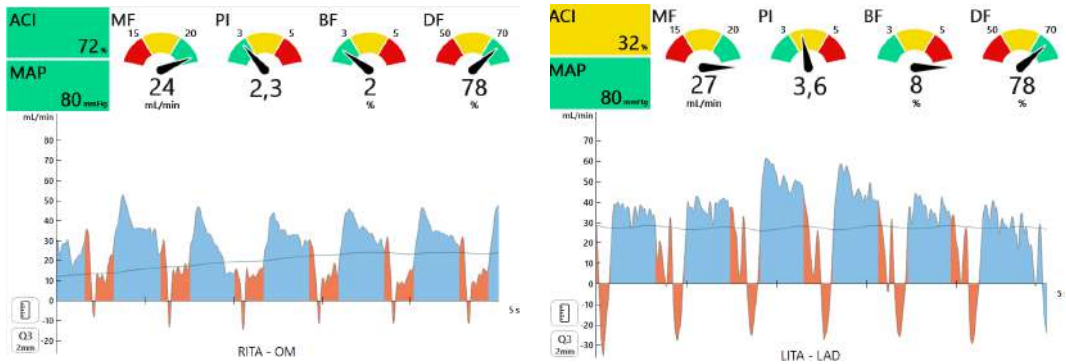 ACI
72 %
MAP
80 mmHg
MF
15 20
24
mL/min
PI
3 5
2,3
BF
3 5
2
%
DF
50 70
78
%
mL/min
80
70
60
50
40
30
20
10
0
-10
-20
5 s
Q3
2mm
RITA - OM
ACI
32 %
MAP
80 mmHg
MF
15 20
27
mL/min
PI
3 5
3,6
BF
3 5
8
%
DF
50 70
78
%
mL/min
70
60
50
40
30
20
10
0
-10
-20
-30
5 s
Q3
2mm
LITA - LAD